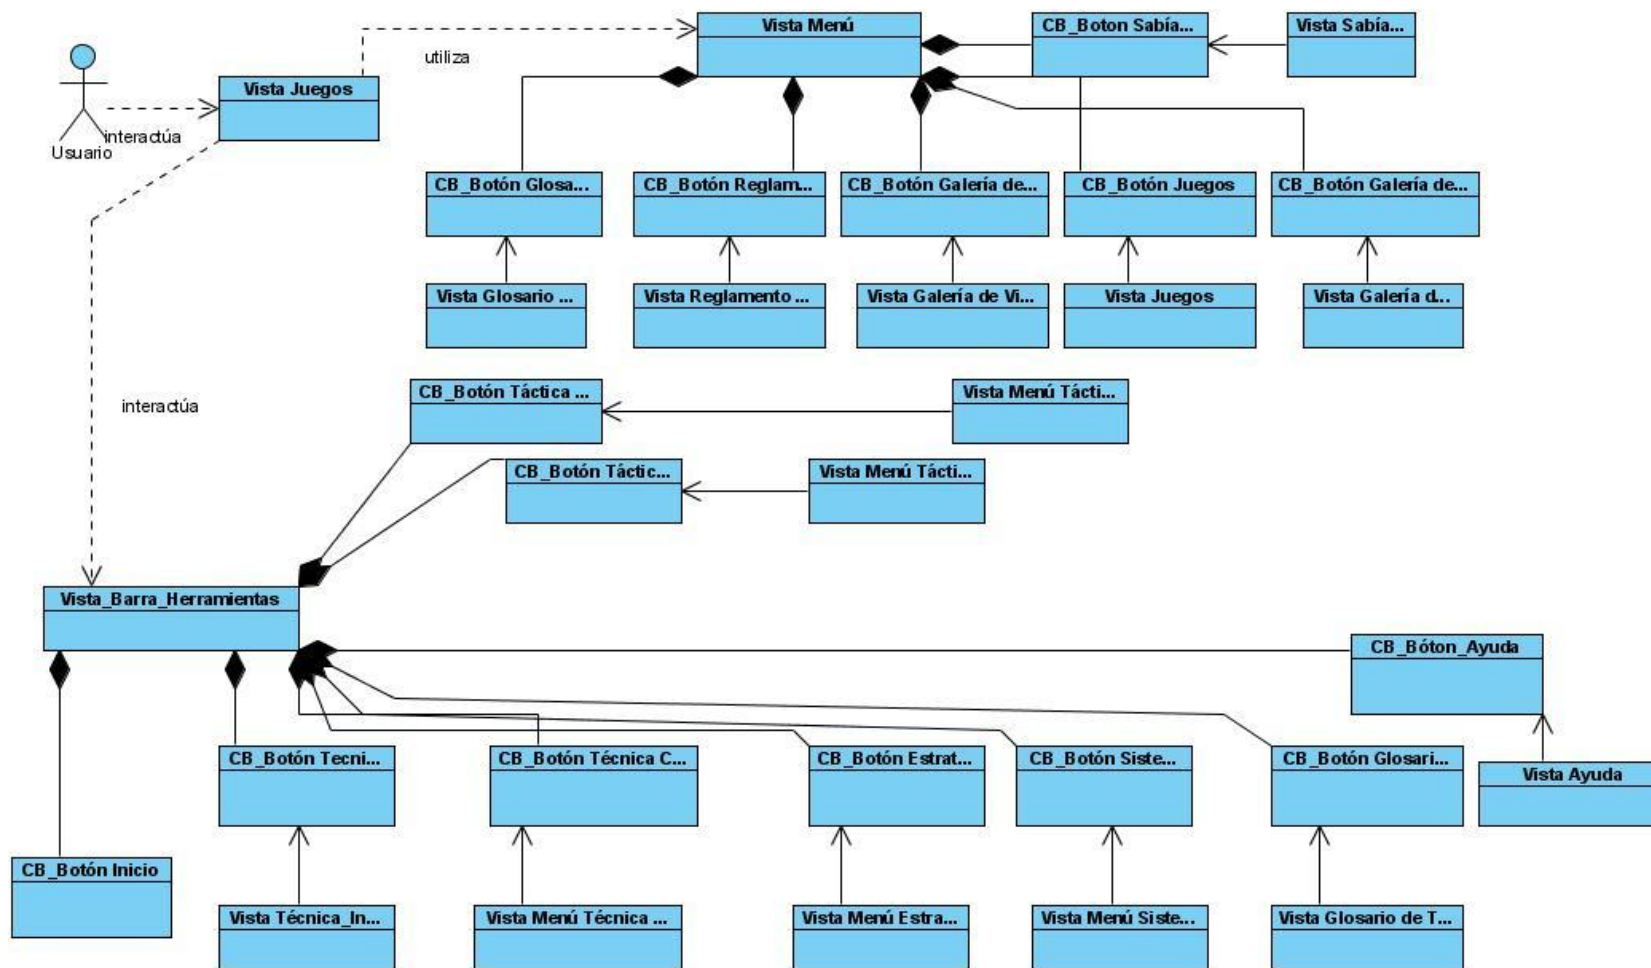 Vista Menú
CB_Boton Sabía...
Vista Sabía...
utiliza
Vista Juegos
interactúa
Usuario
CB_Botón Glosa...
CB_Botón Reglam...
CB_Botón Galería de...
CB_Botón Juegos
CB_Botón Galería de...
Vista Glosario ...
Vista Reglamento ...
Vista Galería de Vi...
Vista Juegos
Vista Galería d...
CB_Botón Táctica ...
Vista Menú Tácti...
interactúa
CB_Botón Táctic...
Vista Menú Tácti...
Vista_Barra_Herramientas
CB_Bóton_Ayuda
CB_Botón Tecni...
CB_Botón Técnica C...
CB_Botón Estrat...
CB_Botón Siste...
CB_Botón Glosari...
Vista Ayuda
CB_Botón Inicio
Vista Técnica_In...
Vista Menú Técnica ...
Vista Menú Estra...
Vista Menú Siste...
Vista Glosario de T...